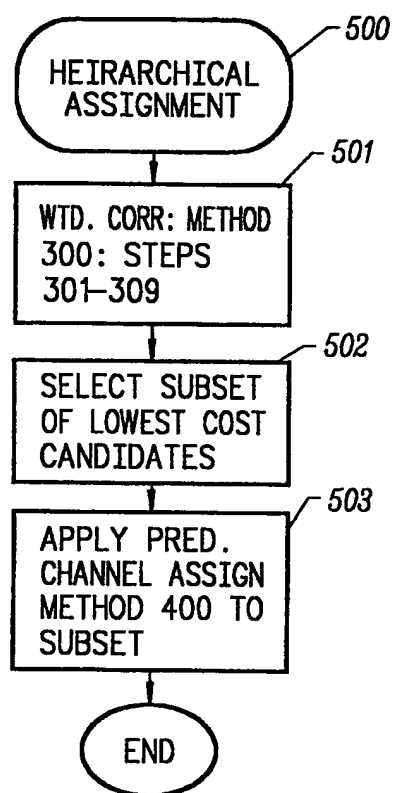 500
HEIRARCHICAL
ASSIGNMENT
501
WTD. CORR: METHOD
300: STEPS
301–309
502
SELECT SUBSET
OF LOWEST COST
CANDIDATES
503
APPLY PRED.
CHANNEL ASSIGN
METHOD 400 TO
SUBSET
END